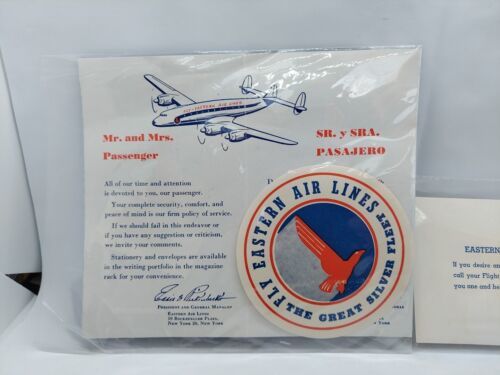 FLY - EASTERN AIR LINES
Mr. and Mrs.
Passenger
SR. y SRA.
PASAJERO
All of our time and attention
is devoted to you, our passenger.
Your complete security, comfort, and
peace of mind is our firm policy of service.
If we should fail in this endeavor or
if you have any suggestion or criticism,
we invite your comments.
Stationery and envelopes are available
in the writing portfolio in the magazine
rack for your convenience.
President and General Manager
Eastern Air Lines
10 Rockefeller Plaza,
New York 20, New York
FLY EASTERN AIR LINES
THE GREAT SILVER FLEET
EASTERN
If you desire an
call your Flight
you one and he